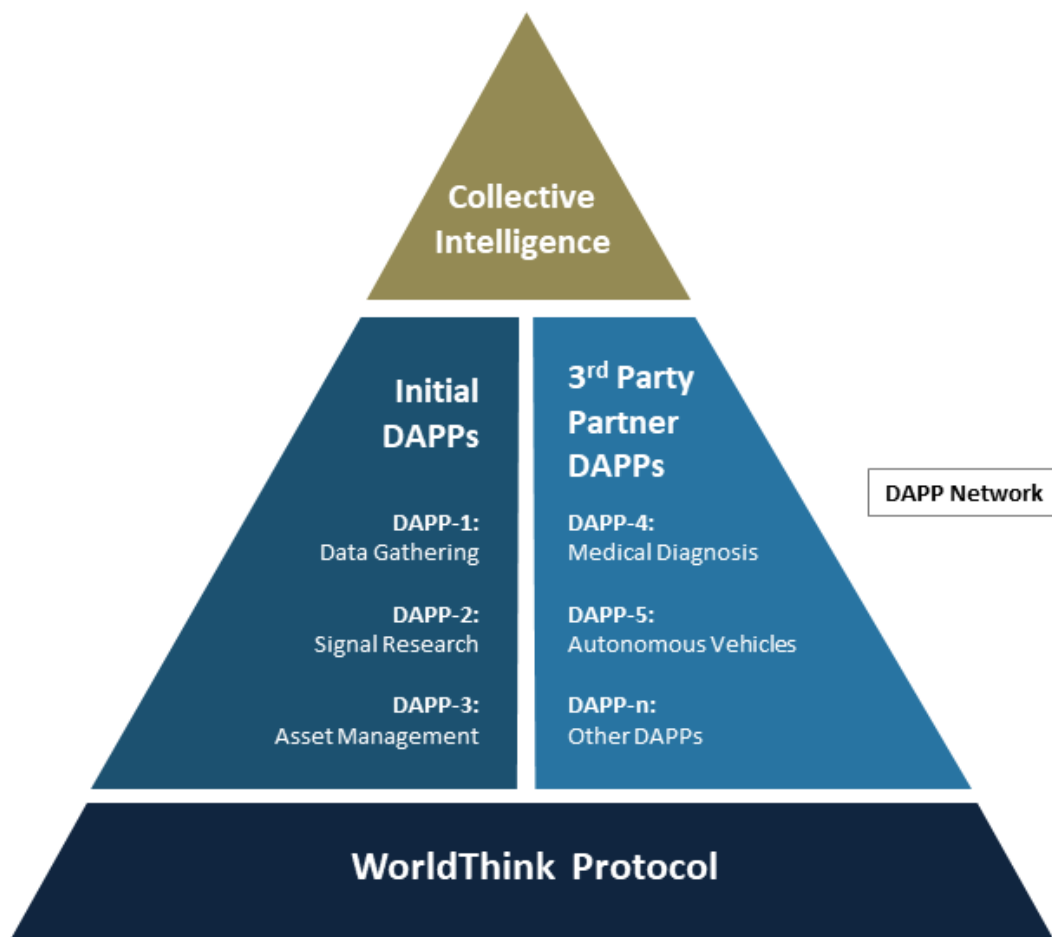 Collective
Intelligence
Initial
DAPPs
DAPP-1:
Data Gathering
DAPP-2:
Signal Research
DAPP-3:
Asset Management
3rd Party
Partner
DAPPs
DAPP-4:
Medical Diagnosis
DAPP-5:
Autonomous Vehicles
DAPP-n:
Other DAPPs
DAPP Network
WorldThink Protocol